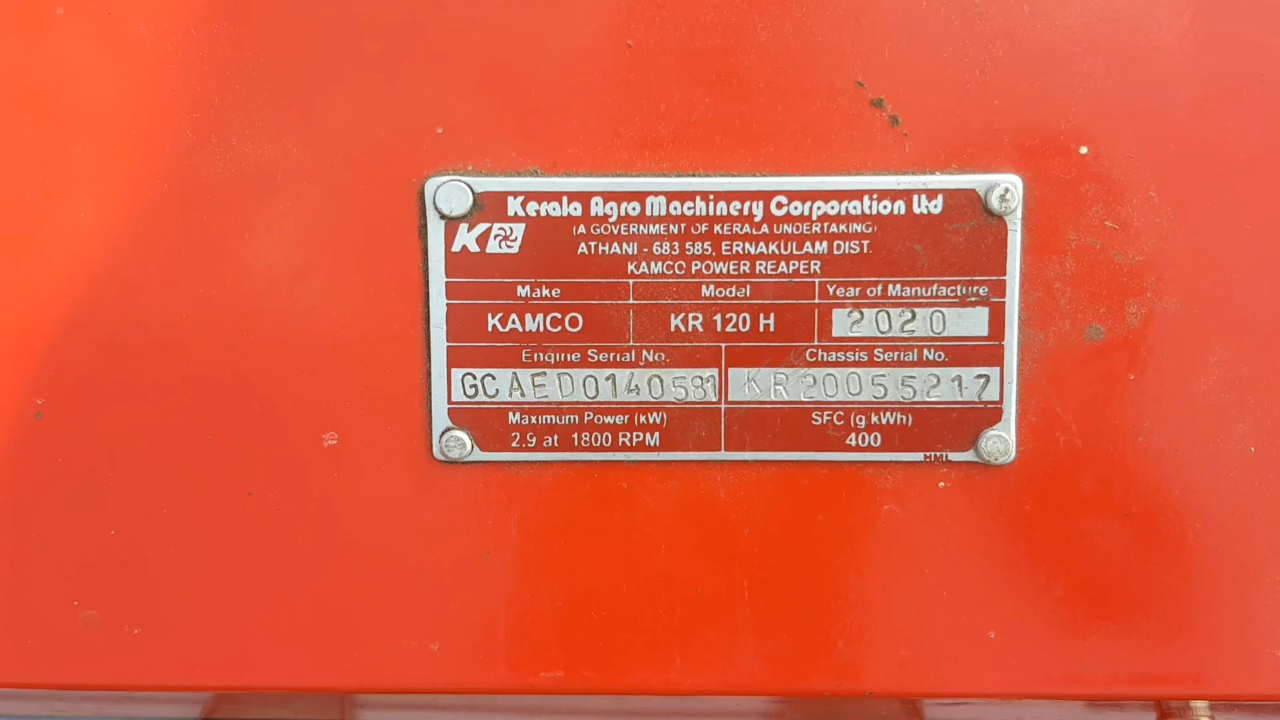 Kerala Agro Machinery Corporation Ltd
(A GOVERNMENT OF KERALA UNDERTAKING)
ATHANI - 683 585, ERNAKULAM DIST.
KAMCO POWER REAPER
Make Model Year of Manufacture
KAMCO KR 120 H 2020
Engine Serial No. Chassis Serial No.
GCAED0140581 KR20055217
Maximum Power (kW) SFC (g/kWh)
2.9 at 1800 RPM 400
HML